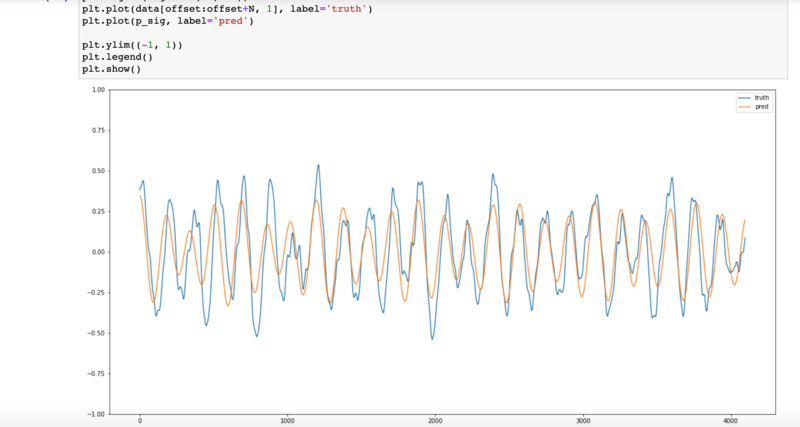 plt.plot(data[offset:offset+N, 1], label='truth')
plt.plot(p_sig, label='pred')
plt.ylim((-1, 1))
plt.legend()
plt.show()
1.00
truth
pred
0.75
0.50
0.25
0.00
−0.25
−0.50
−0.75
−1.00
0
1000
2000
3000
4000